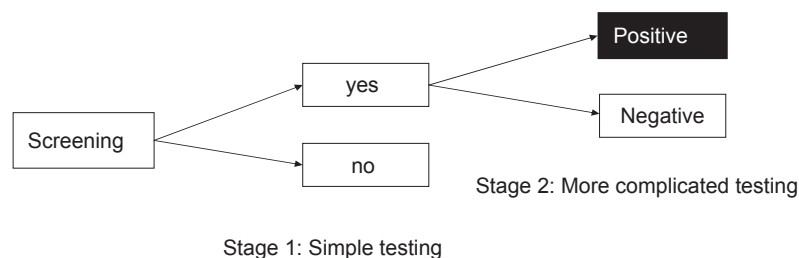 Positive
yes
Negative
Screening
no
Stage 2: More complicated testing
Stage 1: Simple testing